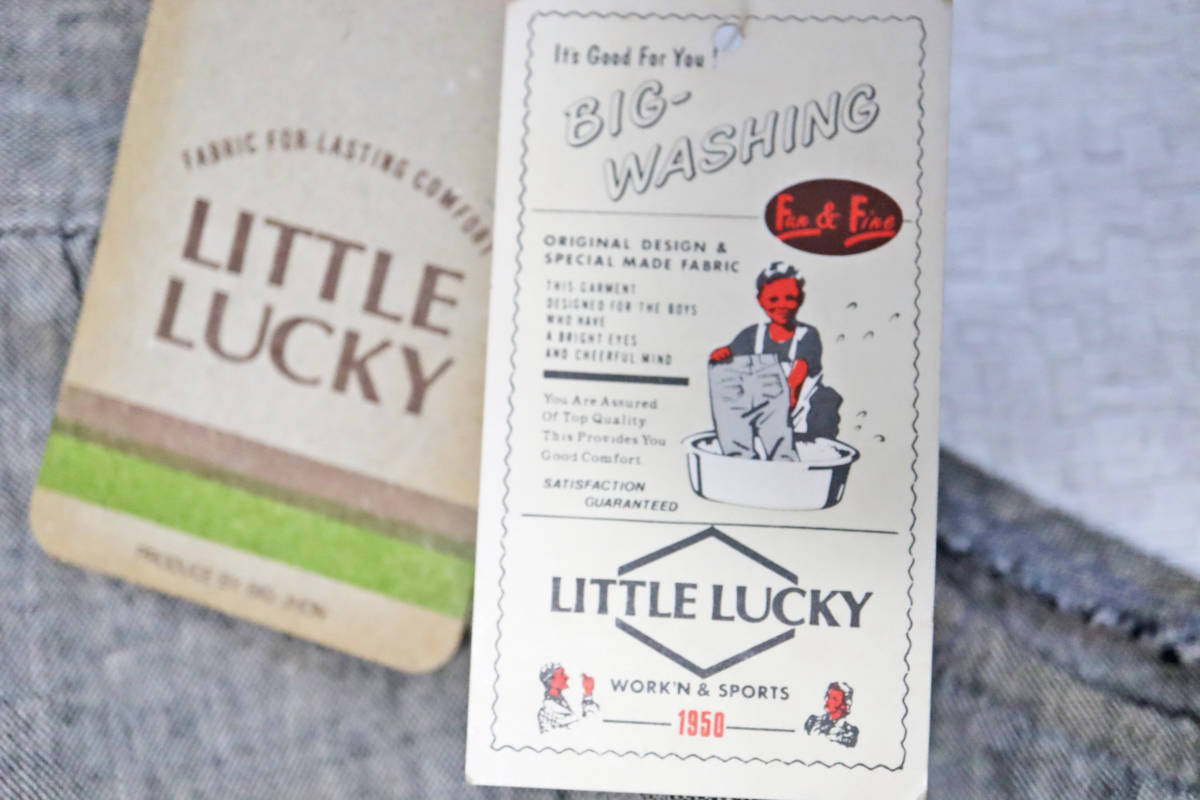 FABRIC FOR LASTING COMFORT
LITTLE
LUCKY
It's Good For You !
BIG-
WASHING
Fun & Fine
ORIGINAL DESIGN &
SPECIAL MADE FABRIC
THIS GARMENT
DESIGNED FOR THE BOYS
WHO HAVE
A BRIGHT EYES
AND CHEERFUL MIND
You Are Assured
Of Top Quality
This Provides You
Good Comfort.
SATISFACTION
GUARANTEED
LITTLE LUCKY
WORK'N & SPORTS
1950